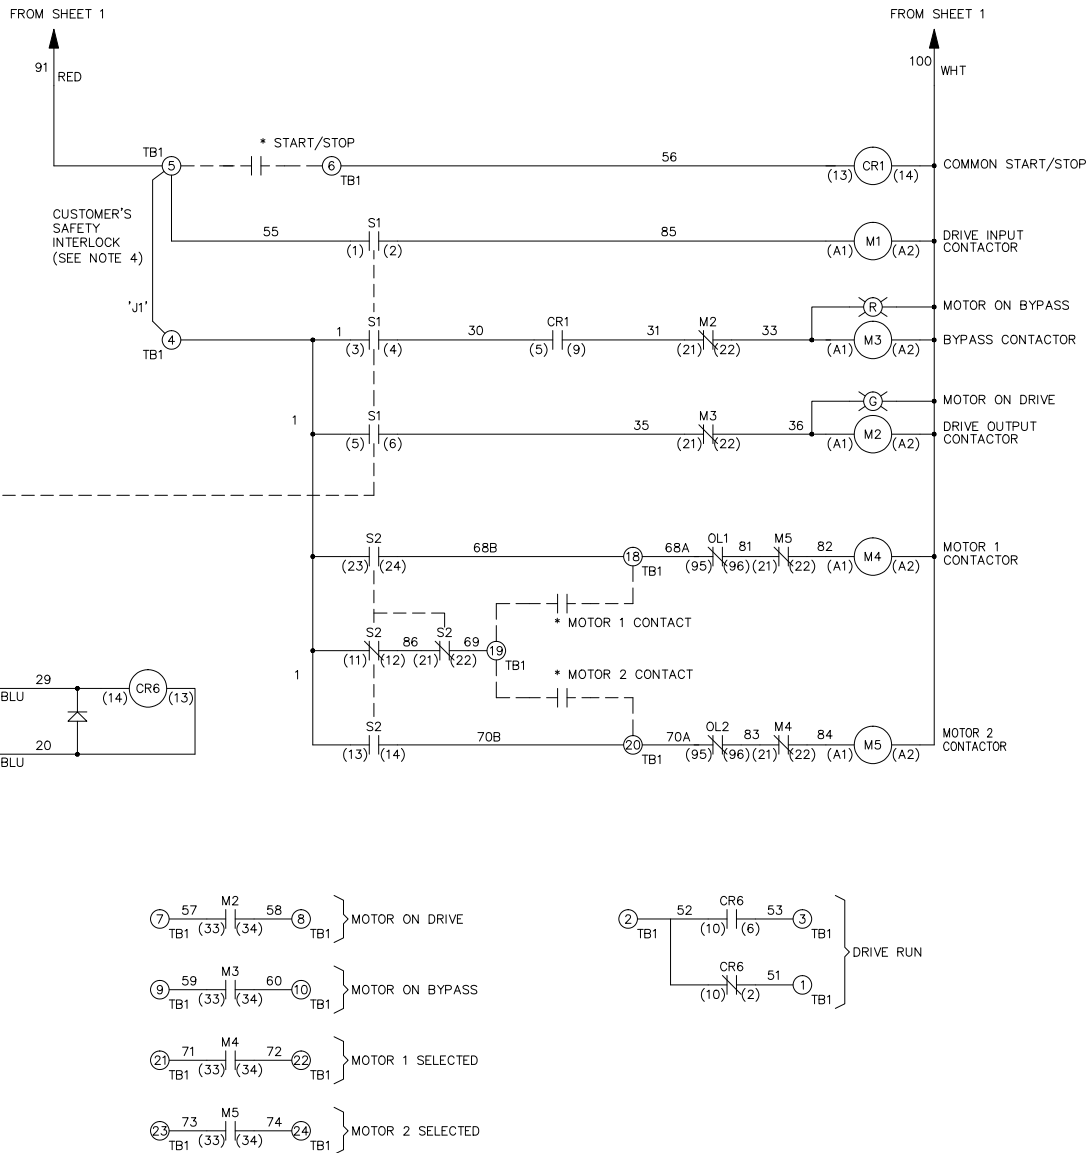 FROM SHEET 1
FROM SHEET 1
91
RED
100
WHT
* START/STOP
TB1
5
6
TB1
56
CR1
(13)
(14)
COMMON START/STOP
CUSTOMER'S
SAFETY
INTERLOCK
(SEE NOTE 4)
55
S1
(1)
(2)
85
M1
(A1)
(A2)
DRIVE INPUT
CONTACTOR
'J1'
R
MOTOR ON BYPASS
4
TB1
1
S1
(3)
(4)
30
CR1
(5)
(9)
31
M2
(21)
(22)
33
M3
(A1)
(A2)
BYPASS CONTACTOR
G
MOTOR ON DRIVE
1
S1
(5)
(6)
35
M3
(21)
(22)
36
M2
(A1)
(A2)
DRIVE OUTPUT
CONTACTOR
S2
(23)
(24)
68B
18
TB1
68A
OL1
(95)
(96)
81
M5
(21)
(22)
82
M4
(A1)
(A2)
MOTOR 1
CONTACTOR
* MOTOR 1 CONTACT
S2
(11)
(12)
86
S2
(21)
(22)
69
19
TB1
1
* MOTOR 2 CONTACT
29
BLU
(14)
CR6
(13)
20
BLU
S2
(13)
(14)
70B
20
TB1
70A
OL2
(95)
(96)
83
M4
(21)
(22)
84
M5
(A1)
(A2)
MOTOR 2
CONTACTOR
7
TB1
57
M2
(33)
(34)
58
8
TB1
MOTOR ON DRIVE
2
TB1
52
CR6
(10)
(6)
53
3
TB1
DRIVE RUN
CR6
(10)
(2)
51
1
TB1
9
TB1
59
M3
(33)
(34)
60
10
TB1
MOTOR ON BYPASS
21
TB1
71
M4
(33)
(34)
72
22
TB1
MOTOR 1 SELECTED
23
TB1
73
M5
(33)
(34)
74
24
TB1
MOTOR 2 SELECTED